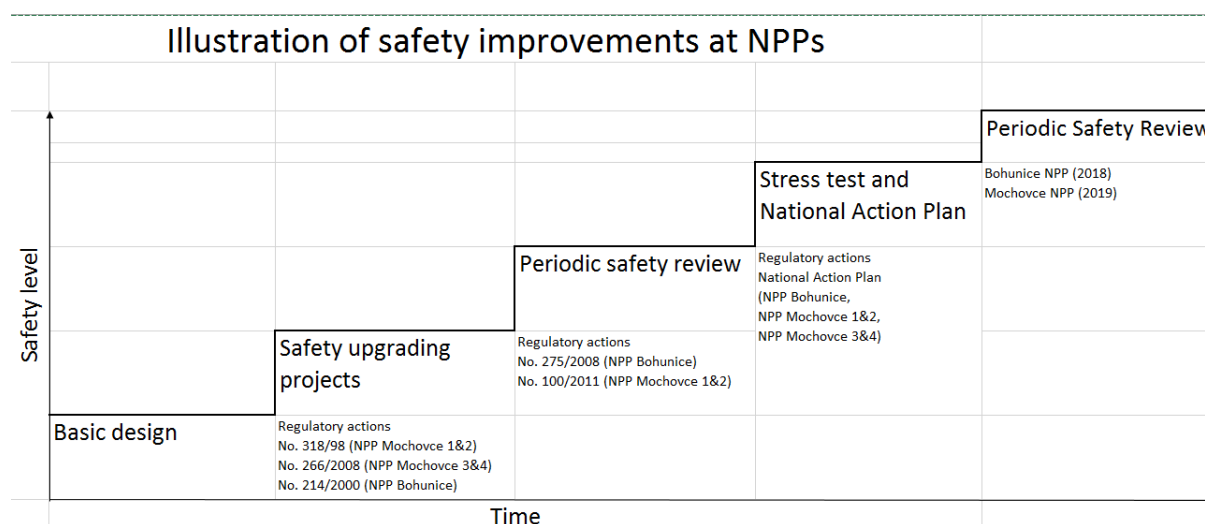 Illustration of safety improvements at NPPs
Periodic Safety Review
Bohunice NPP (2018)
Mochovce NPP (2019)
Stress test and
National Action Plan
Regulatory actions
National Action Plan
(NPP Bohunice,
NPP Mochovce 1&2,
NPP Mochovce 3&4)
Periodic safety review
Regulatory actions
No. 275/2008 (NPP Bohunice)
No. 100/2011 (NPP Mochovce 1&2)
Safety upgrading
projects
Regulatory actions
No. 318/98 (NPP Mochovce 1&2)
No. 266/2008 (NPP Mochovce 3&4)
No. 214/2000 (NPP Bohunice)
Basic design
Safety level
Time